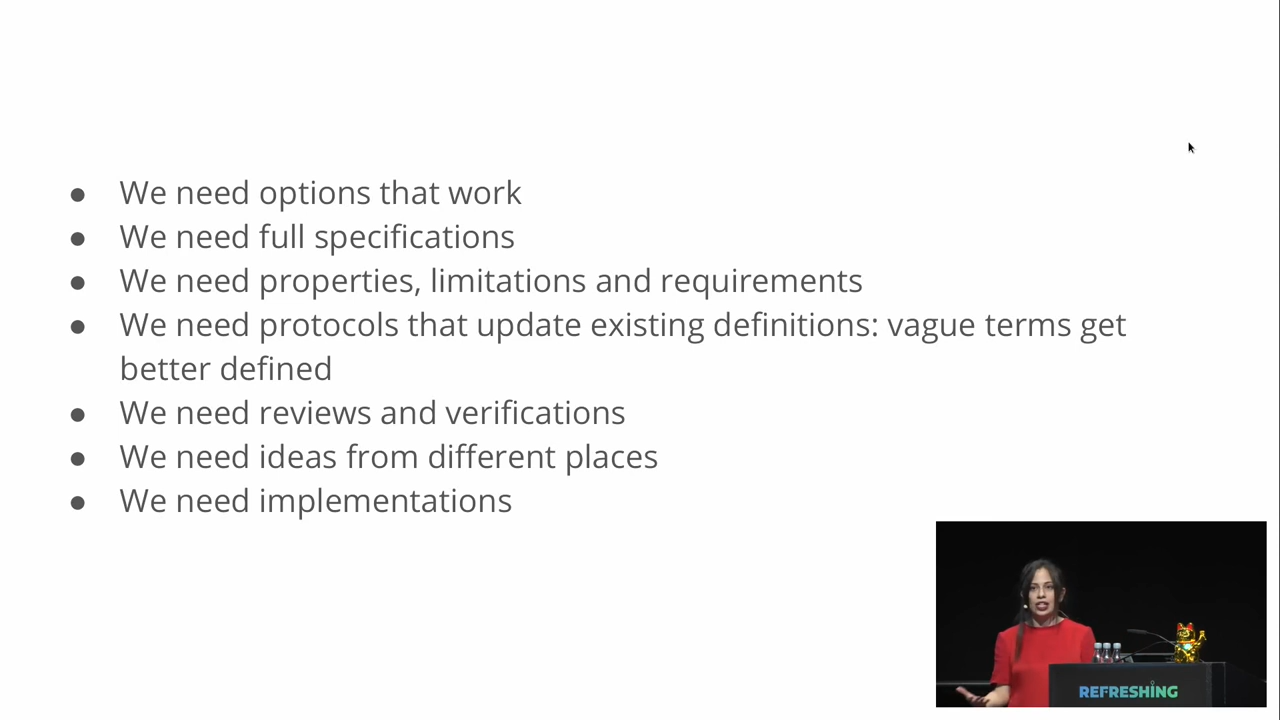 ● We need options that work
● We need full specifications
● We need properties, limitations and requirements
● We need protocols that update existing definitions: vague terms get
better defined
● We need reviews and verifications
● We need ideas from different places
● We need implementations
REFRESHING